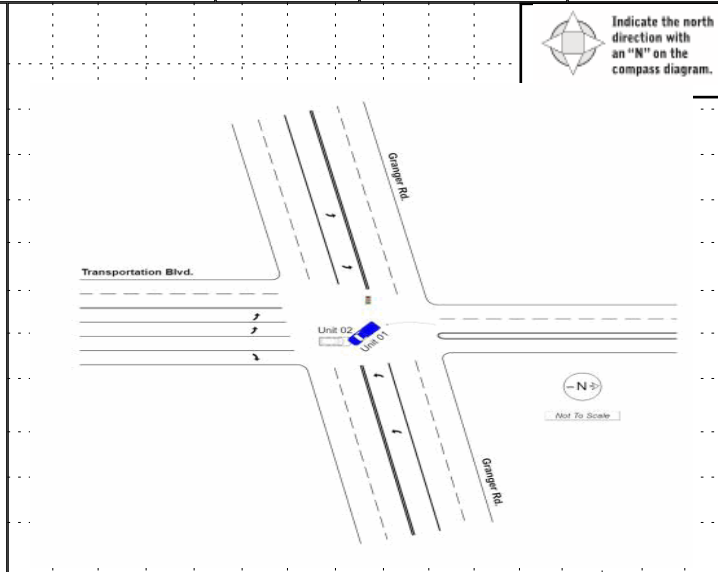 Indicate the north
direction with
an “N” on the
compass diagram.
Granger Rd.
Transportation Blvd.
Unit 02
Unit 01
N
Not To Scale
Granger Rd.